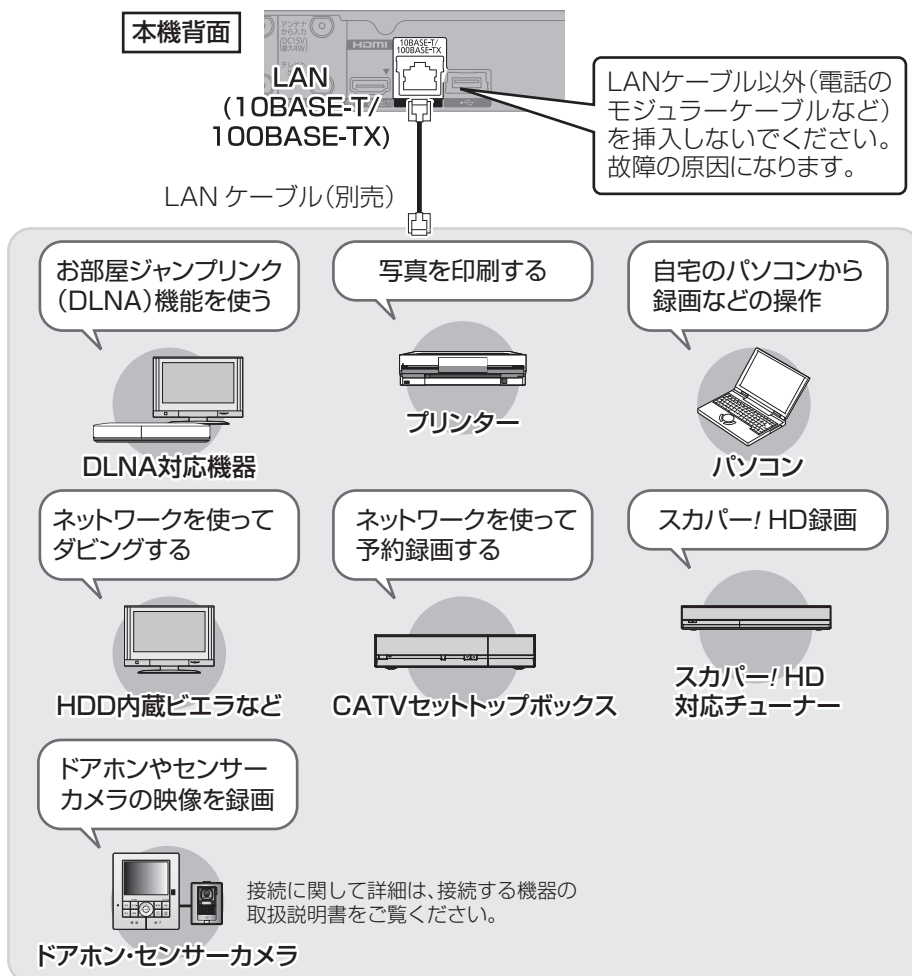 本機背面
アンテナ
から入力
(DC15V
最大4W)
テレビへ
HDMI
10BASE-T/
100BASE-TX
LAN
(10BASE-T/
100BASE-TX)
出力
LANケーブル以外(電話の
モジュラーケーブルなど)
を挿入しないでください。
故障の原因になります。
LAN ケーブル(別売)
お部屋ジャンプリンク
(DLNA)機能を使う
写真を印刷する
自宅のパソコンから
録画などの操作
DLNA対応機器
プリンター
パソコン
ネットワークを使って
ダビングする
ネットワークを使って
予約録画する
スカパー! HD録画
HDD内蔵ビエラなど
CATVセットトップボックス
スカパー! HD
対応チューナー
ドアホンやセンサー
カメラの映像を録画
接続に関して詳細は、接続する機器の
取扱説明書をご覧ください。
ドアホン・センサーカメラ